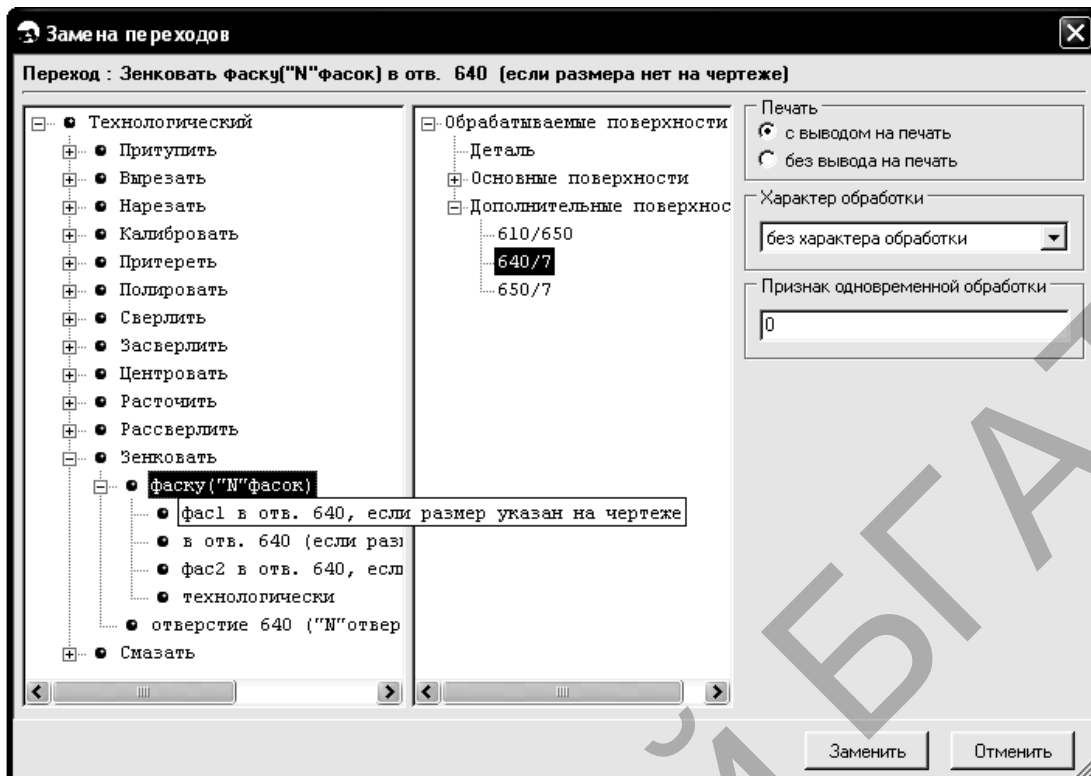 Замена переходов
Переход : Зенковать фаску("N"фасок) в отв. 640 (если размера нет на чертеже)
Технологический
Притупить
Вырезать
Нарезать
Калибровать
Притереть
Полировать
Сверлить
Засверлить
Центровать
Расточить
Рассверлить
Зенковать
фаску("N"фасок)
фас1 в отв. 640, если размер указан на чертеже
в отв. 640 (если раз
фас2 в отв. 640, есл
технологически
отверстие 640 ("N"отвер
Смазать
Обрабатываемые поверхности
Деталь
Основные поверхности
Дополнительные поверхнос
610/650
640/7
650/7
Печать
с выводом на печать
без вывода на печать
Характер обработки
без характера обработки
Признак одновременной обработки
0
Заменить
Отменить
Й БГАТ